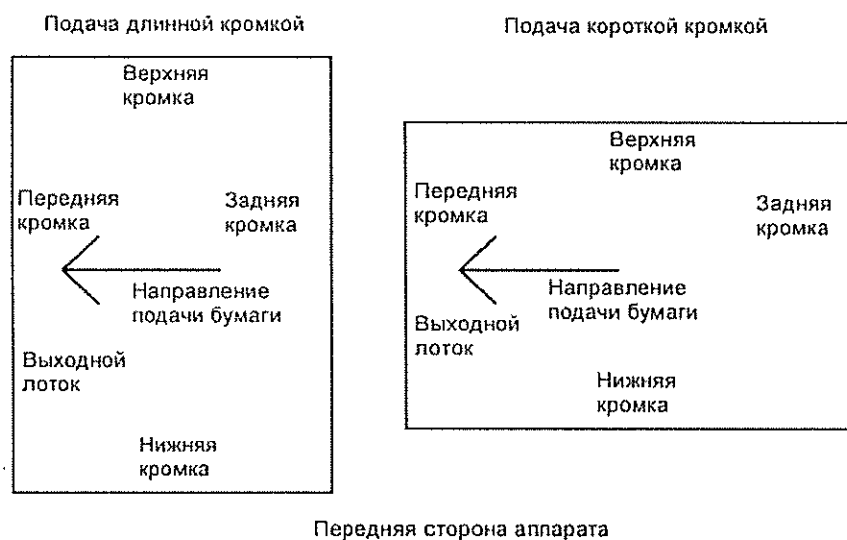 Подача длинной кромкой
Верхняя
кромка
Передняя
кромка
Задняя
кромка
Направление
подачи бумаги
Выходной
лоток
Нижняя
кромка
Подача короткой кромкой
Верхняя
кромка
Передняя
кромка
Задняя
кромка
Направление
подачи бумаги
Выходной
лоток
Нижняя
кромка
Передняя сторона аппарата